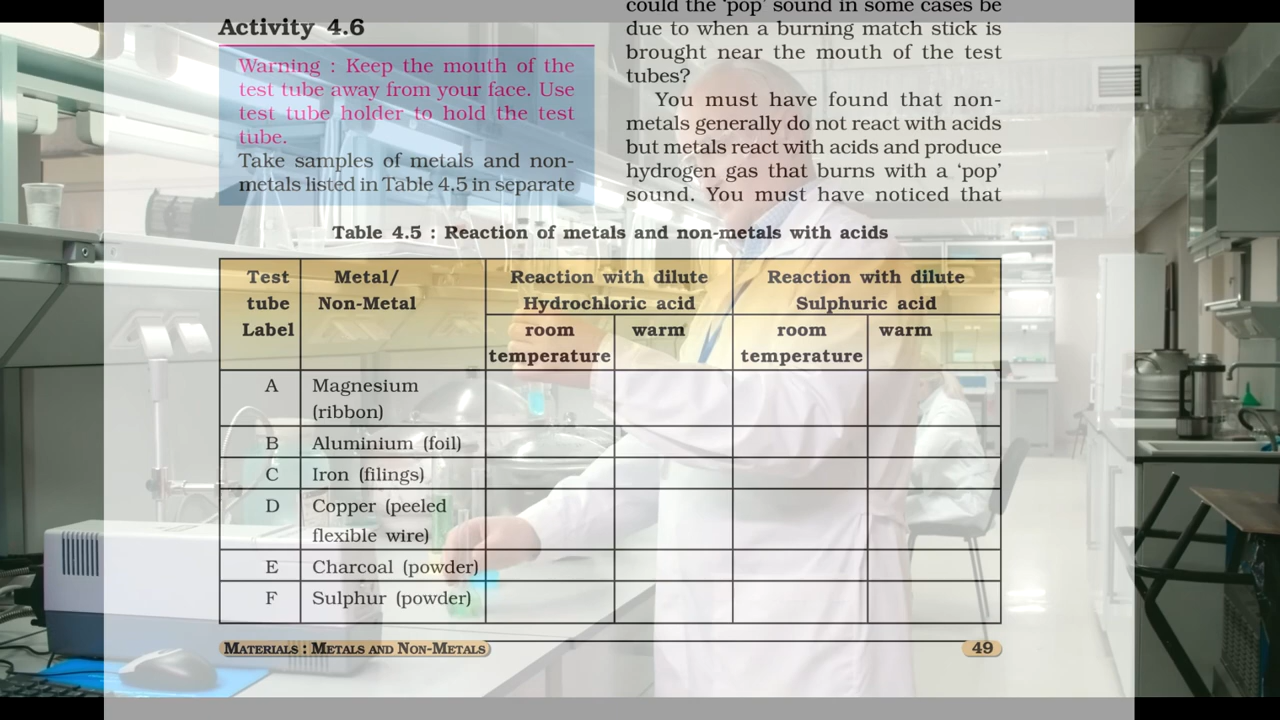 Activity 4.6
Warning : Keep the mouth of the
test tube away from your face. Use
test tube holder to hold the test
tube.
Take samples of metals and non-
metals listed in Table 4.5 in separate
could the ‘pop’ sound in some cases be
due to when a burning match stick is
brought near the mouth of the test
tubes?
You must have found that non-
metals generally do not react with acids
but metals react with acids and produce
hydrogen gas that burns with a ‘pop’
sound. You must have noticed that
Table 4.5 : Reaction of metals and non-metals with acids
Test tube Label
Metal/ Non-Metal
Reaction with dilute Hydrochloric acid
Reaction with dilute Sulphuric acid
room temperature
warm
room temperature
warm
A Magnesium (ribbon)
B Aluminium (foil)
C Iron (filings)
D Copper (peeled flexible wire)
E Charcoal (powder)
F Sulphur (powder)
MATERIALS : METALS AND NON-METALS
49